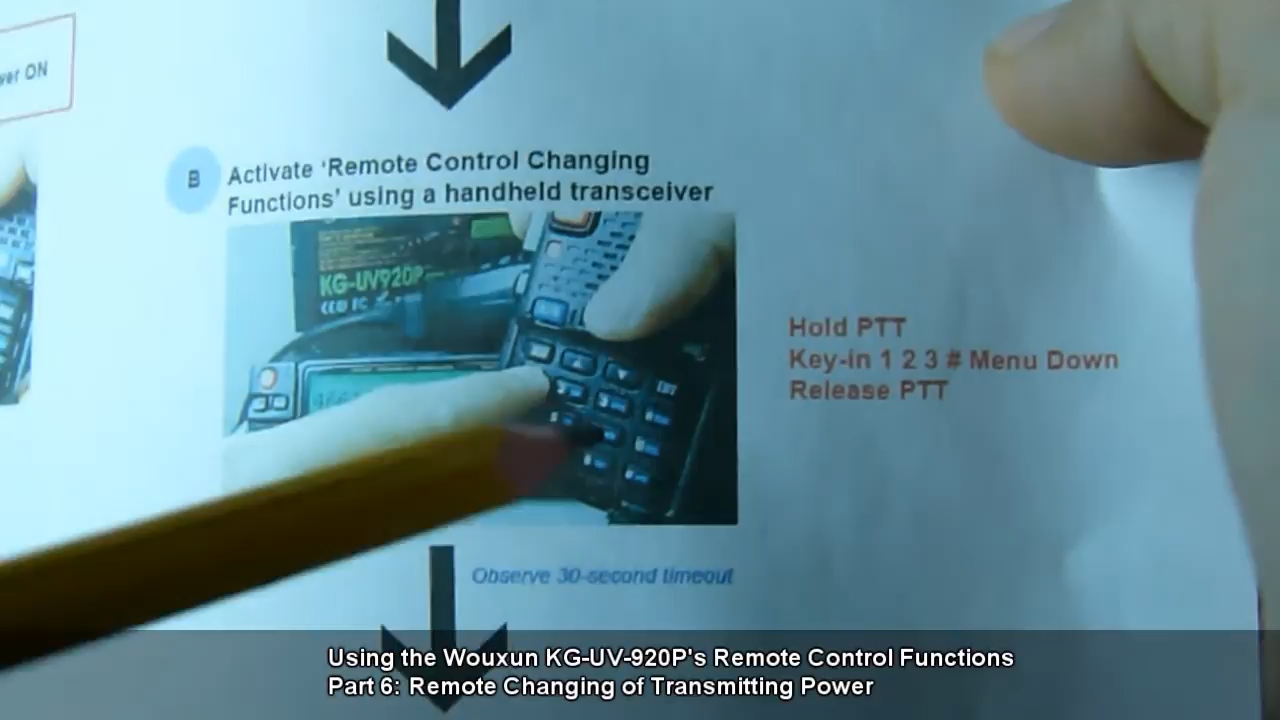 ver ON
B
Activate 'Remote Control Changing
Functions' using a handheld transceiver
KG-UV920P
Hold PTT
Key-in 1 2 3 # Menu Down
Release PTT
Observe 30-second timeout
Using the Wouxun KG-UV-920P's Remote Control Functions
Part 6: Remote Changing of Transmitting Power